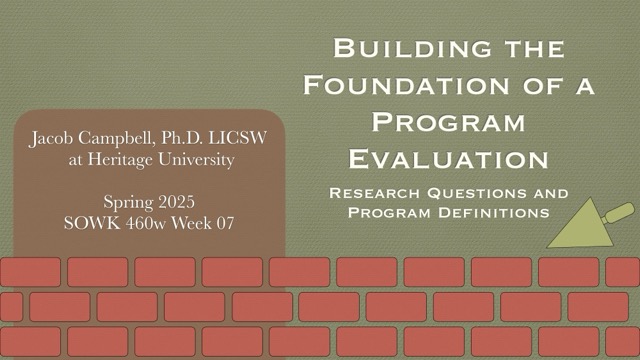 Building the
Foundation of a
Program
Evaluation
Research Questions and
Program Definitions
Jacob Campbell, Ph.D. LICSW
at Heritage University
Spring 2025
SOWK 460w Week 07